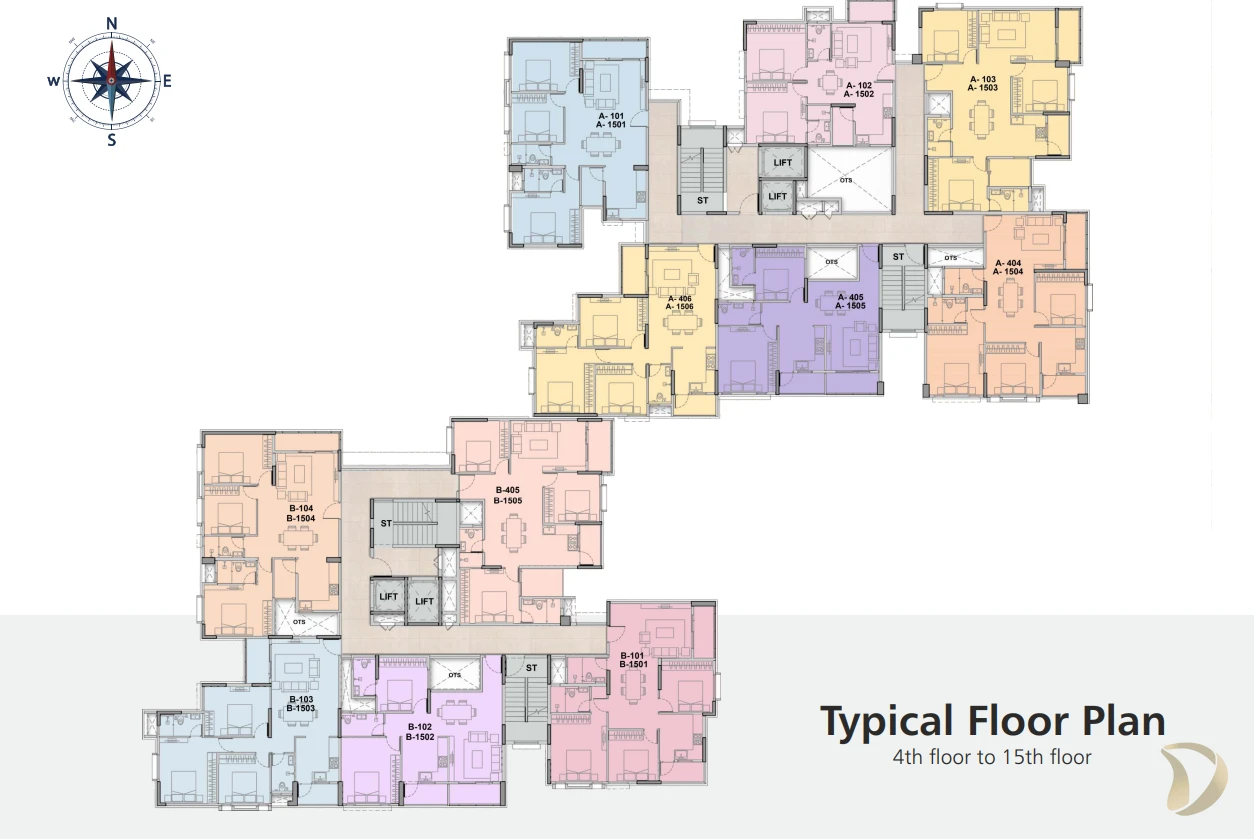 N
W
E
S
A- 101
A- 1501
A- 102
A- 1502
A- 103
A- 1503
LIFT
LIFT
ST
OTS
A- 406
A- 1506
OTS
A- 405
A- 1505
ST
OTS
A- 404
A- 1504
B-104
B-1504
ST
LIFT
LIFT
B-405
B-1505
OTS
B-103
B-1503
B-102
B-1502
OTS
ST
B-101
B-1501
Typical Floor Plan
4th floor to 15th floor